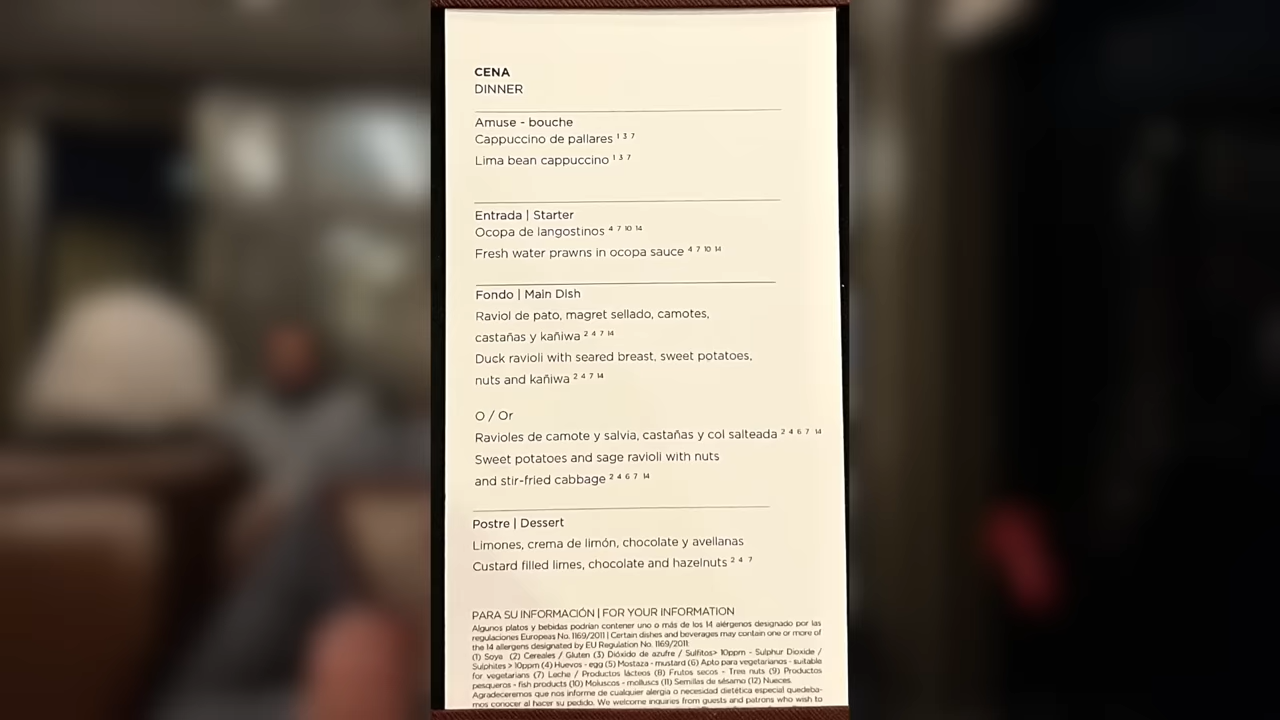 CENA
DINNER
Amuse - bouche
Cappuccino de pallares 1 3 7
Lima bean cappuccino 1 3 7
Entrada | Starter
Ocopa de langostinos 4 7 10 14
Fresh water prawns in ocopa sauce 4 7 10 14
Fondo | Main Dish
Raviol de pato, magret sellado, camotes,
castañas y kañiwa 2 4 7 14
Duck ravioli with seared breast, sweet potatoes,
nuts and kañiwa 2 4 7 14
O / Or
Ravioles de camote y salvia, castañas y col salteada 2 4 6 7 14
Sweet potatoes and sage ravioli with nuts
and stir-fried cabbage 2 4 6 7 14
Postre | Dessert
Limones, crema de limón, chocolate y avellanas
Custard filled limes, chocolate and hazelnuts 2 4 7
PARA SU INFORMACIÓN | FOR YOUR INFORMATION
Algunos platos y bebidas podrían contener uno o más de los 14 alérgenos designado por las
regulaciones Europeas No. 1169/2011 | Certain dishes and beverages may contain one or more of
the 14 allergens designated by EU Regulation No. 1169/2011.
(1) Soya (2) Cereales / Gluten (3) Dióxido de azufre / Sulfitos> 10ppm - Sulphur Dioxide /
Sulphites > 10ppm (4) Huevos - egg (5) Mostaza - mustard (6) Apto para vegetarianos - suitable
for vegetarians (7) Leche / Productos lácteos (8) Frutos secos - Tree nuts (9) Productos
pesqueros - fish products (10) Moluscos - molluscs (11) Semillas de sésamo (12) Nueces.
Agradeceremos que nos informe de cualquier alergia o necesidad dietética especial quedeba-
mos conocer al hacer su pedido. We welcome inquiries from guests and patrons who wish to